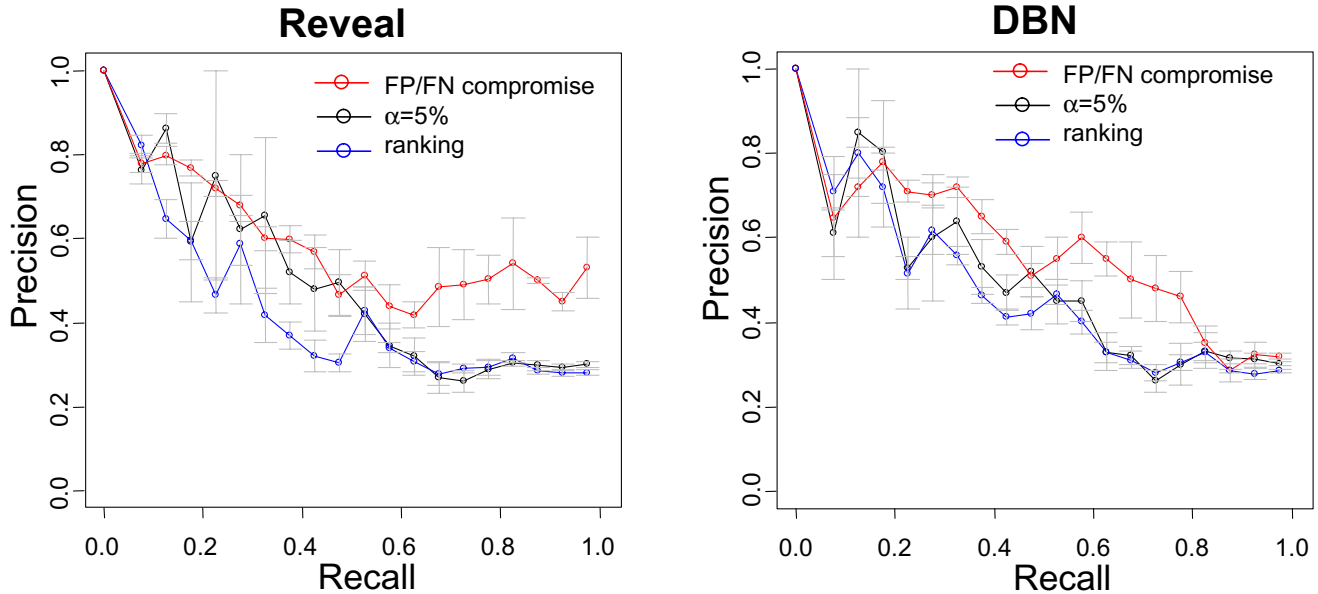 Reveal
FP/FN compromise
α=5%
ranking
Precision
1.0
0.8
0.6
0.4
0.2
0.0
0.0 0.2 0.4 0.6 0.8 1.0
Recall
DBN
FP/FN compromise
α=5%
ranking
Precision
1.0
0.8
0.6
0.4
0.2
0.0
0.0 0.2 0.4 0.6 0.8 1.0
Recall